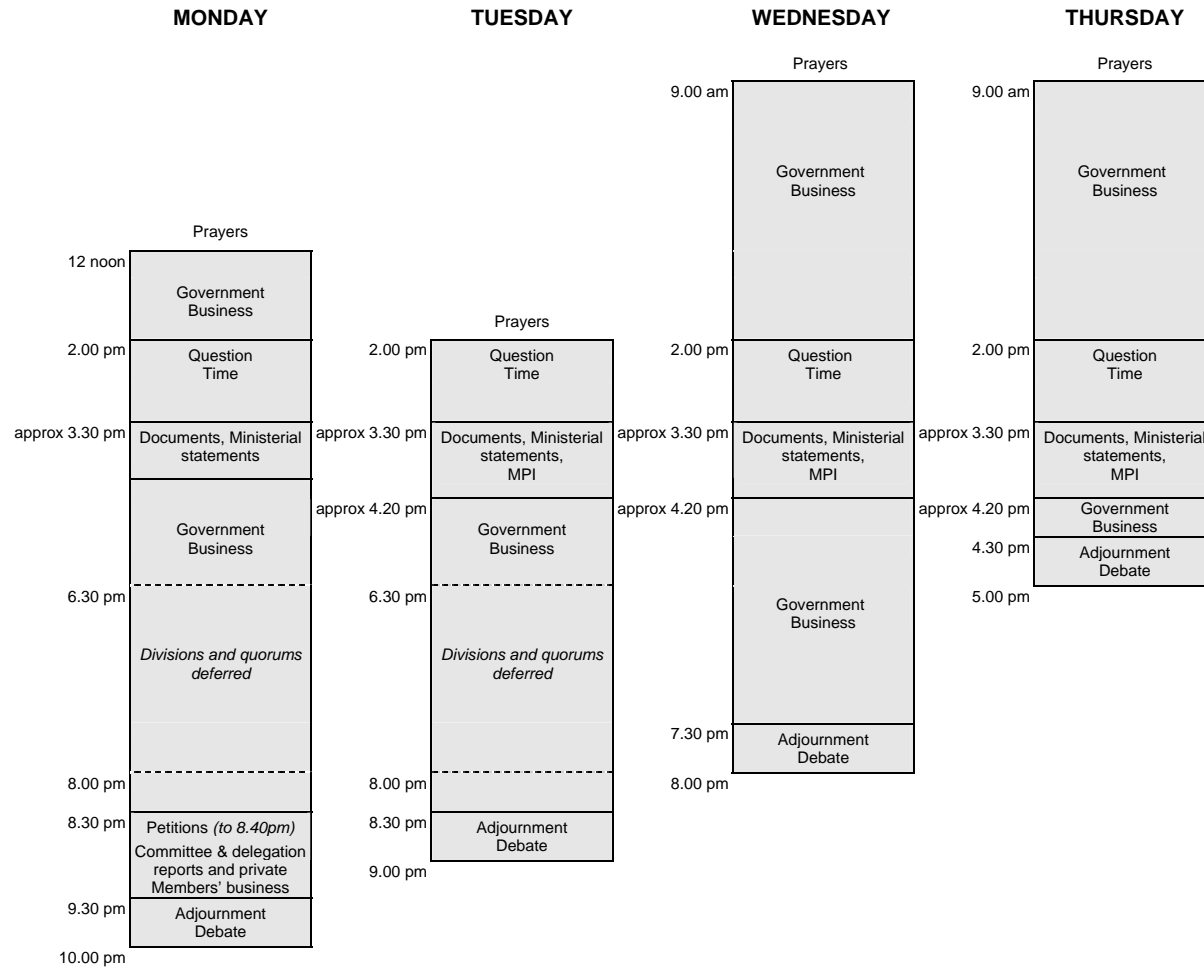 MONDAY
Prayers
12 noon
Government
Business
2.00 pm
Question
Time
approx 3.30 pm
Documents, Ministerial
statements
Government
Business
6.30 pm
Divisions and quorums
deferred
8.00 pm
8.30 pm
Petitions (to 8.40pm)
Committee & delegation
reports and private
Members' business
9.30 pm
Adjournment
Debate
10.00 pm
TUESDAY
Prayers
2.00 pm
Question
Time
approx 3.30 pm
Documents, Ministerial
statements,
MPI
approx 4.20 pm
Government
Business
6.30 pm
Divisions and quorums
deferred
8.00 pm
8.30 pm
Adjournment
Debate
9.00 pm
WEDNESDAY
Prayers
9.00 am
Government
Business
2.00 pm
Question
Time
approx 3.30 pm
Documents, Ministerial
statements,
MPI
approx 4.20 pm
Government
Business
7.30 pm
Adjournment
Debate
8.00 pm
THURSDAY
Prayers
9.00 am
Government
Business
2.00 pm
Question
Time
approx 3.30 pm
Documents, Ministerial
statements,
MPI
approx 4.20 pm
Government
Business
4.30 pm
Adjournment
Debate
5.00 pm